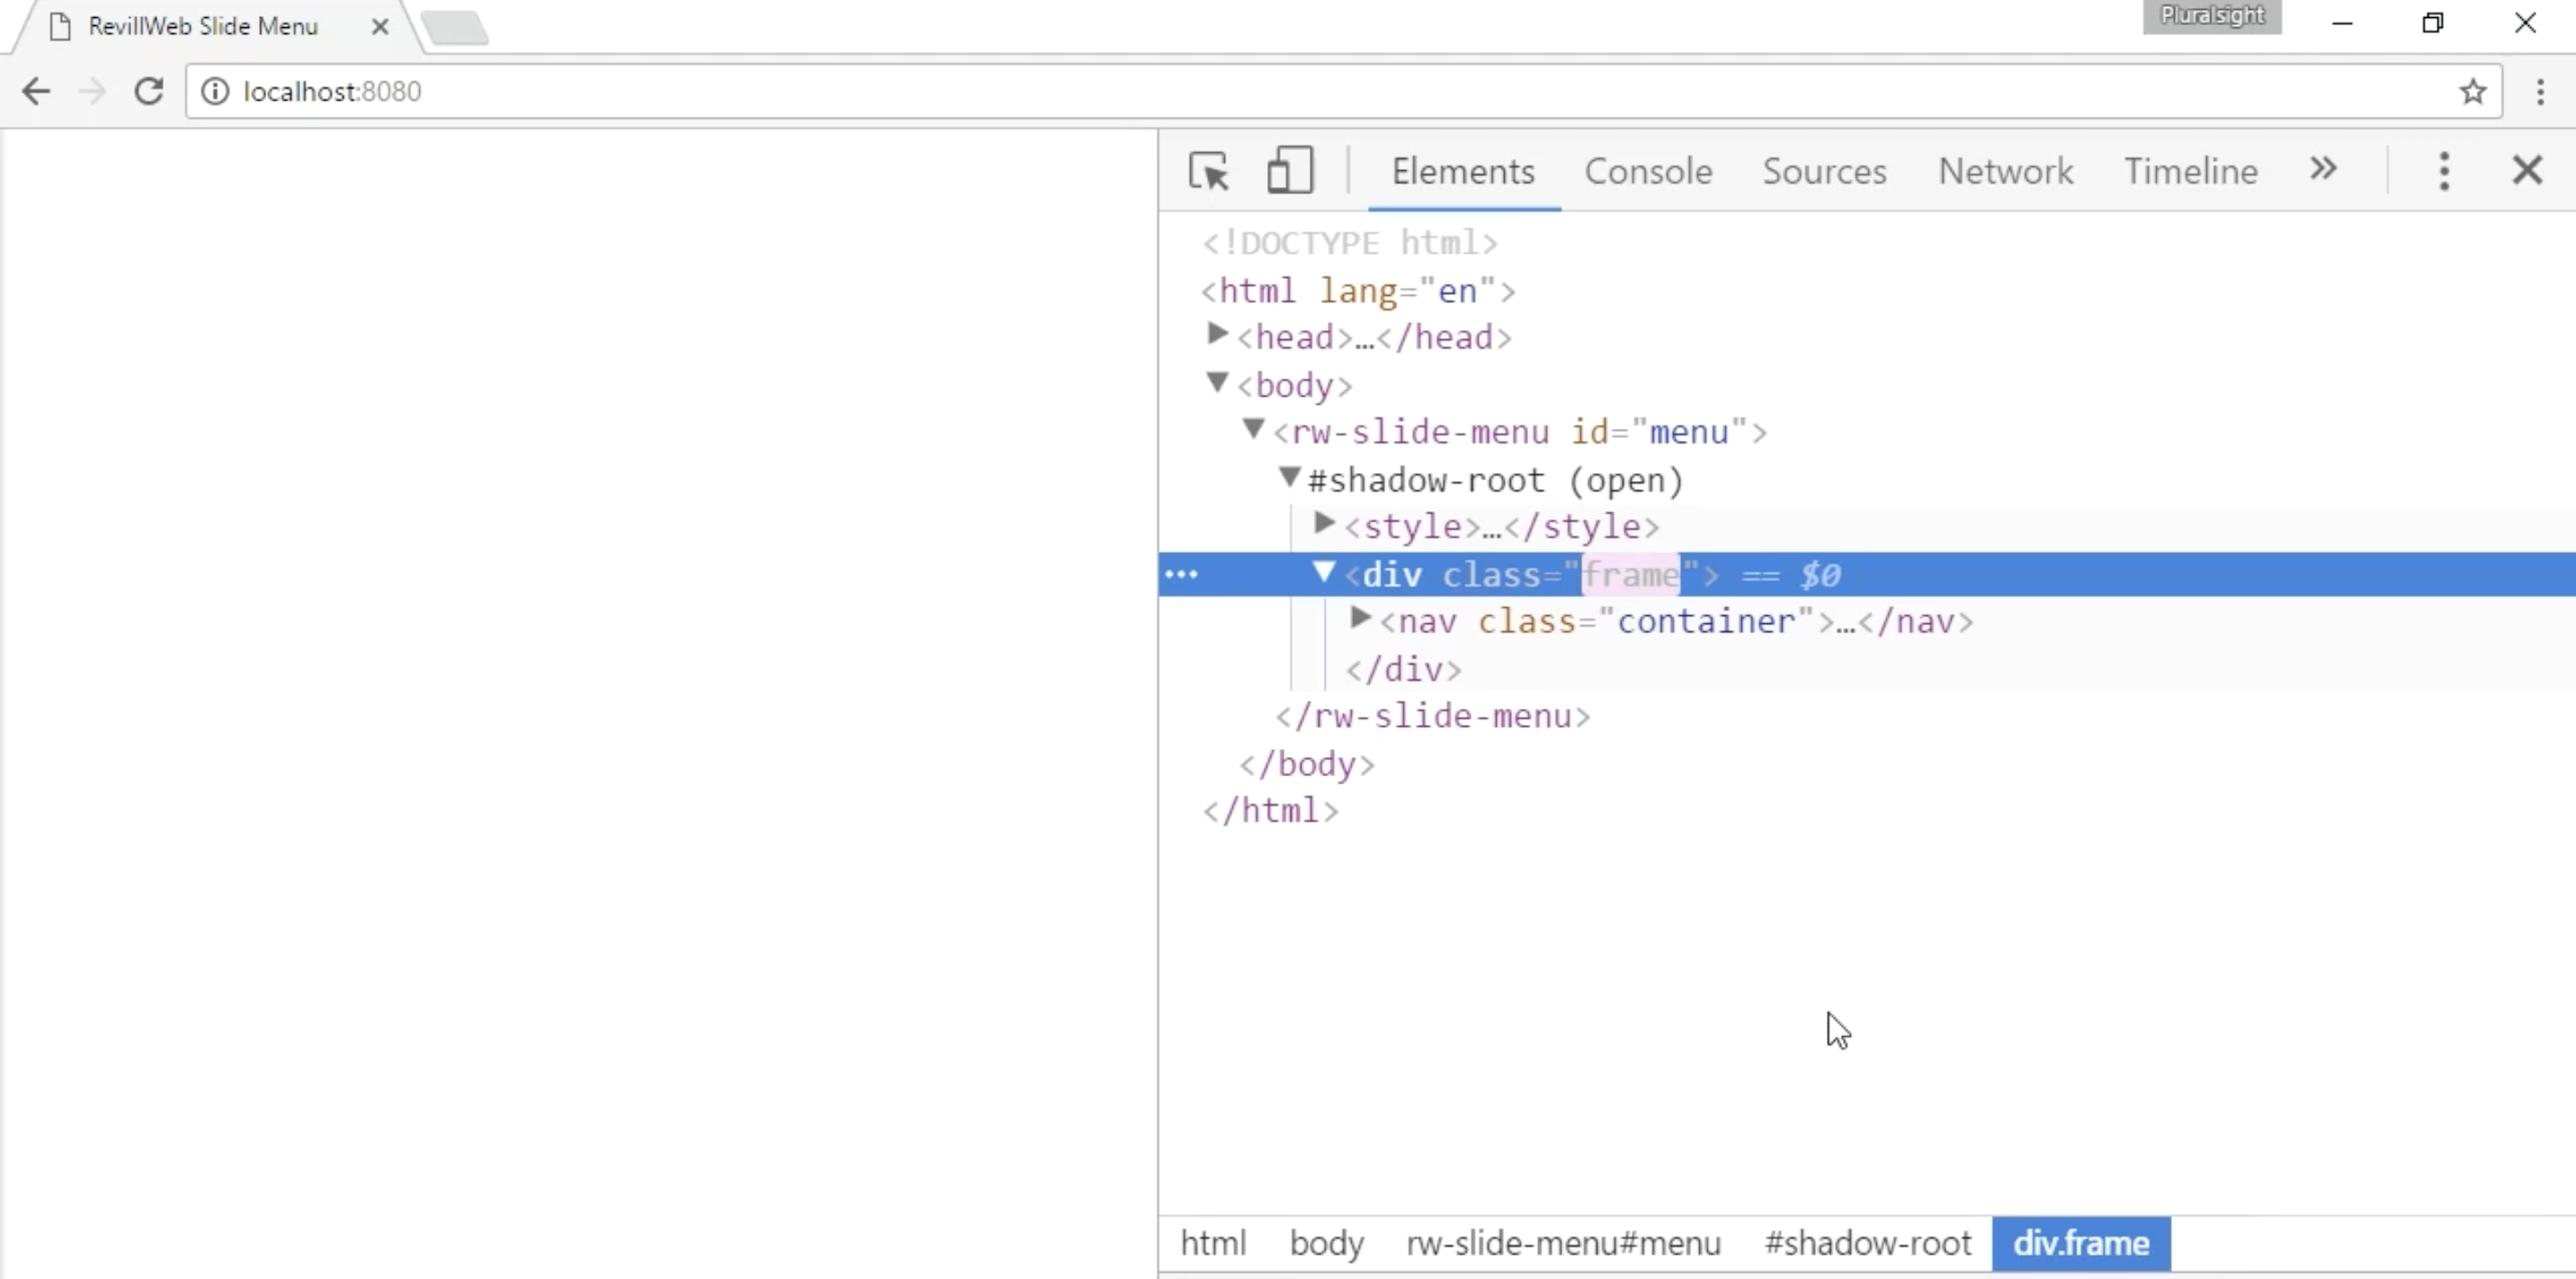 RevillWeb Slide Menu
Pluralsight
localhost:8080
Elements Console Sources Network Timeline
<!DOCTYPE html>
<html lang="en">
<head>…</head>
<body>
<rw-slide-menu id="menu">
#shadow-root (open)
<style>…</style>
<div class="frame"> == $0
<nav class="container">…</nav>
</div>
</rw-slide-menu>
</body>
</html>
html body rw-slide-menu#menu #shadow-root div.frame